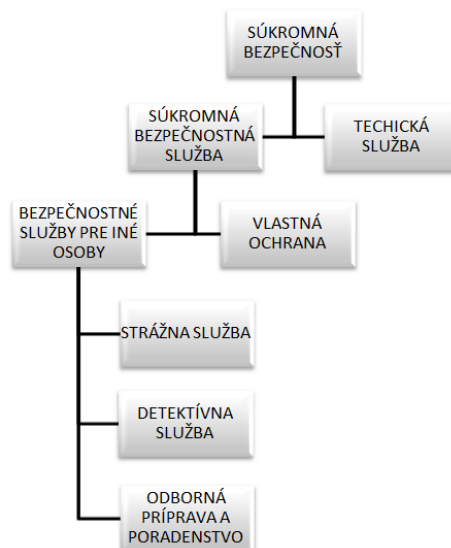 SÚKROMNÁ
BEZPEČNOSŤ
SÚKROMNÁ
BEZPEČNOSTNÁ
SLUŽBA
TECHICKÁ
SLUŽBA
BEZPEČNOSTNÉ
SLUŽBY PRE INÉ
OSOBY
VLASTNÁ
OCHRANA
STRÁŽNA SLUŽBA
DETEKTÍVNA
SLUŽBA
ODBORNÁ
PRÍPRAVA A
PORADENSTVO